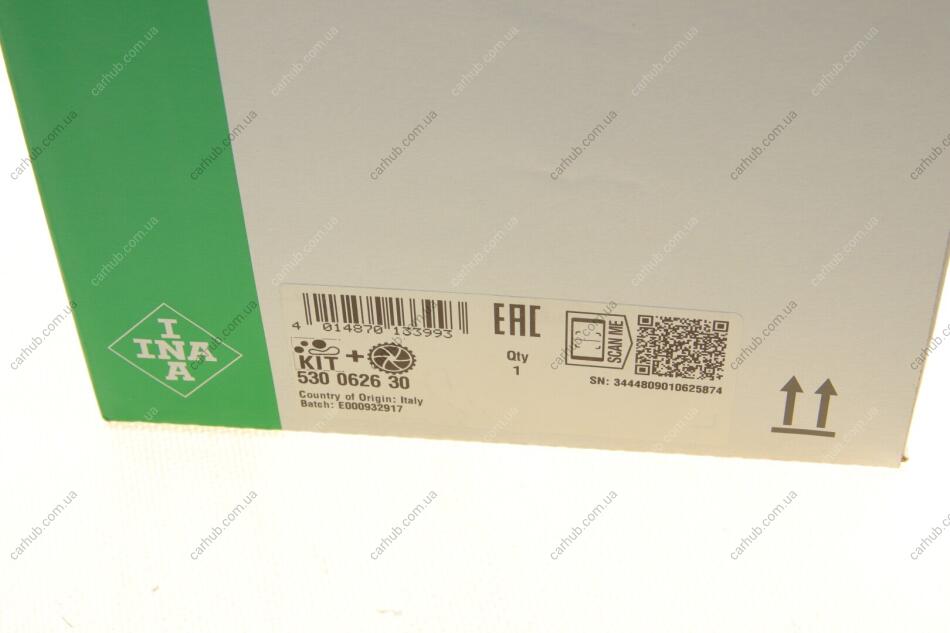 I
INA
A
4 014870 133993
EAC
KIT +
530 0626 30
Country of Origin: Italy
Batch: E000932917
Qty
1
SCAN ME
SN: 3444809010625874
carhub.com.ua